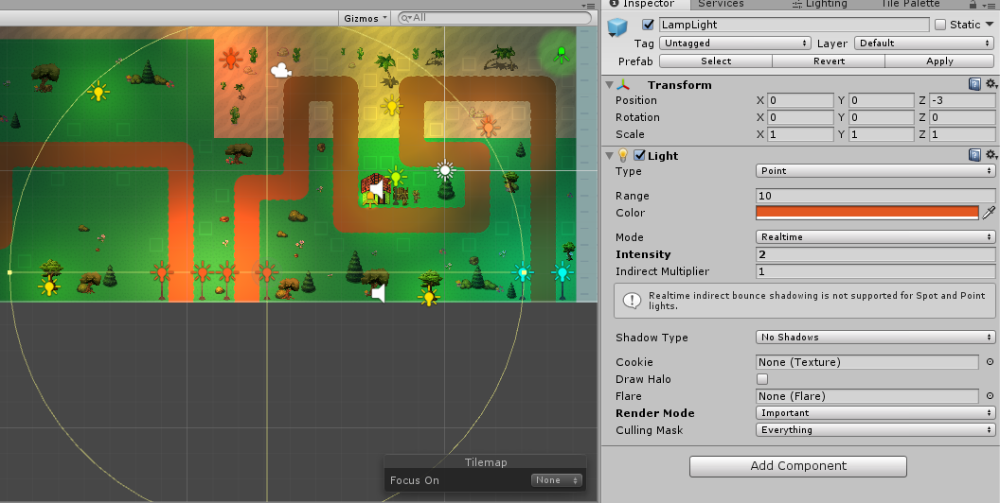 Inspector Services Lighting Tile Palette
Gizmos All
LampLight Static
Tag Untagged Layer Default
Prefab Select Revert Apply
Transform
Position X 0 Y 0 Z -3
Rotation X 0 Y 0 Z 0
Scale X 1 Y 1 Z 1
Light
Type Point
Range 10
Color
Mode Realtime
Intensity 2
Indirect Multiplier 1
Realtime indirect bounce shadowing is not supported for Spot and Point
lights.
Shadow Type No Shadows
Cookie None (Texture)
Draw Halo
Flare None (Flare)
Render Mode Important
Culling Mask Everything
Add Component
Tilemap
Focus On None